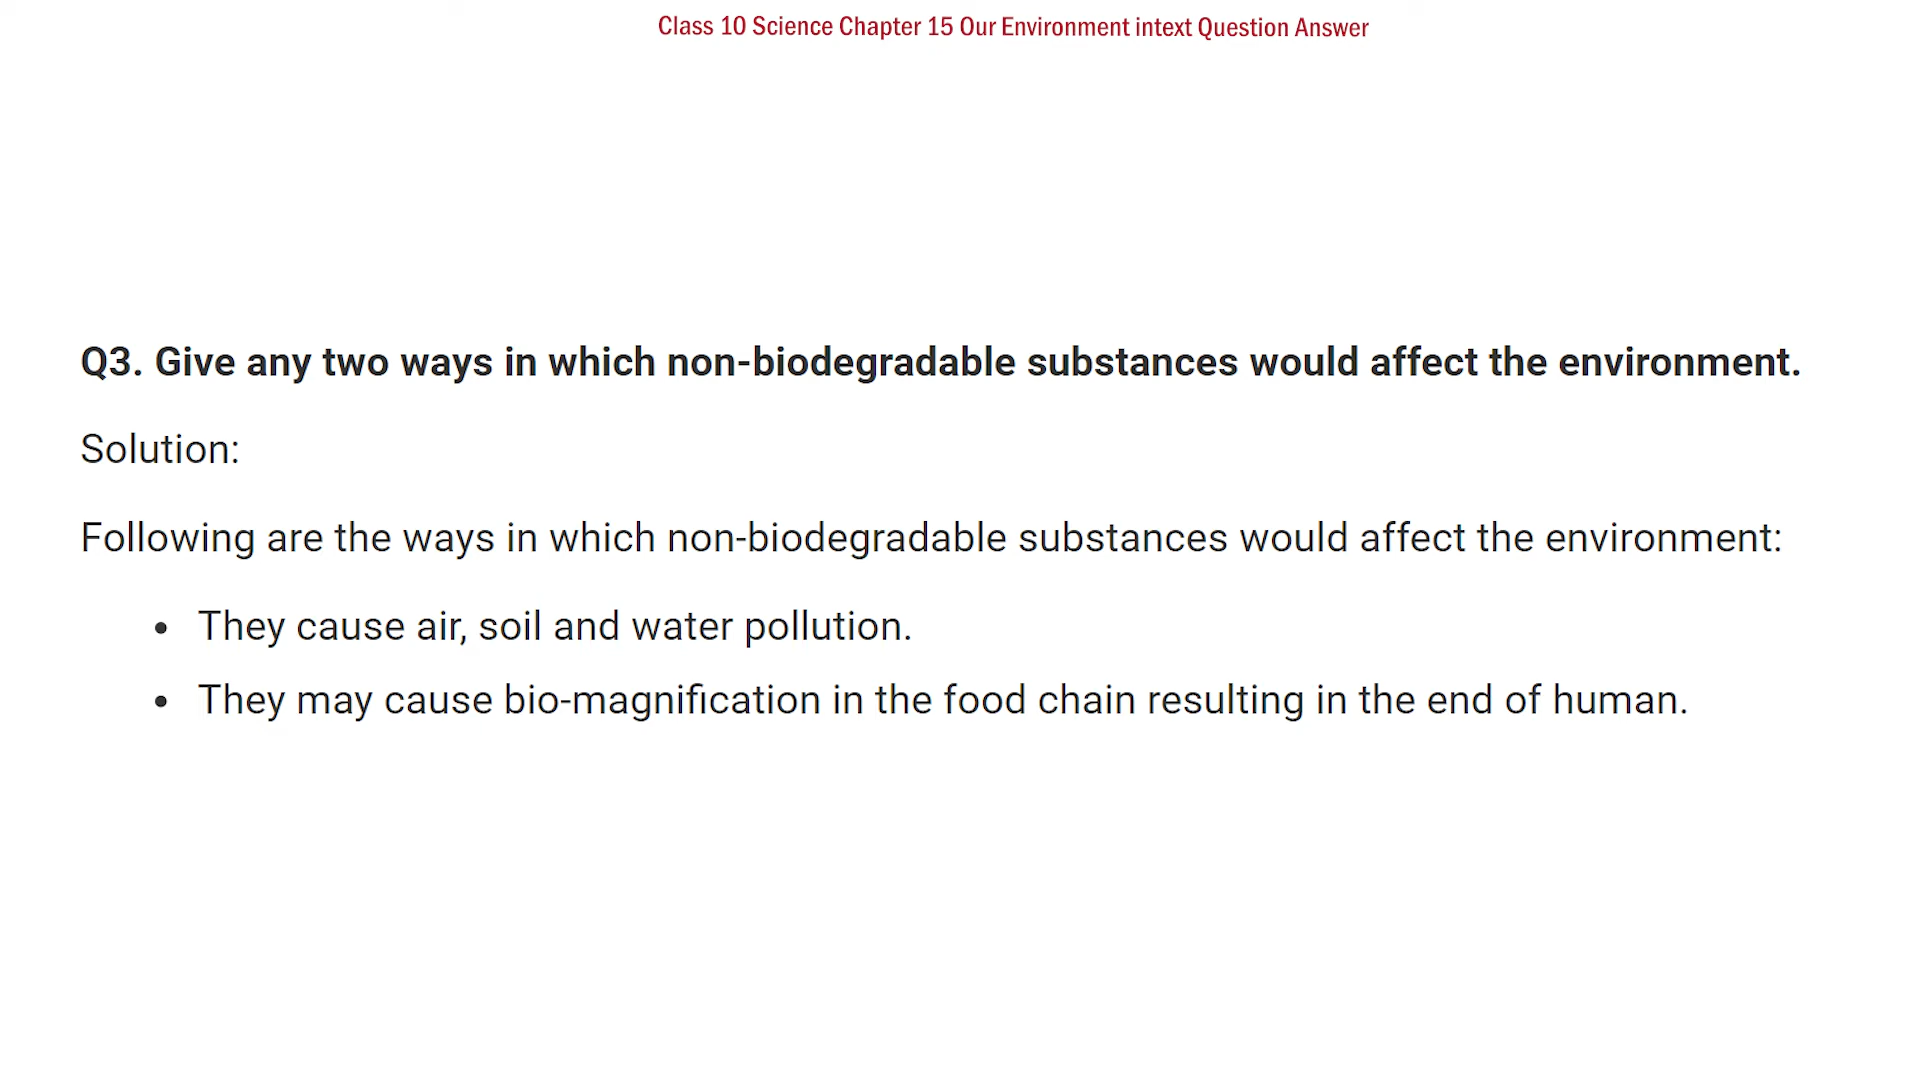 Class 10 Science Chapter 15 Our Environment intext Question Answer
Q3. Give any two ways in which non-biodegradable substances would affect the environment.
Solution:
Following are the ways in which non-biodegradable substances would affect the environment:
• They cause air, soil and water pollution.
• They may cause bio-magnification in the food chain resulting in the end of human.